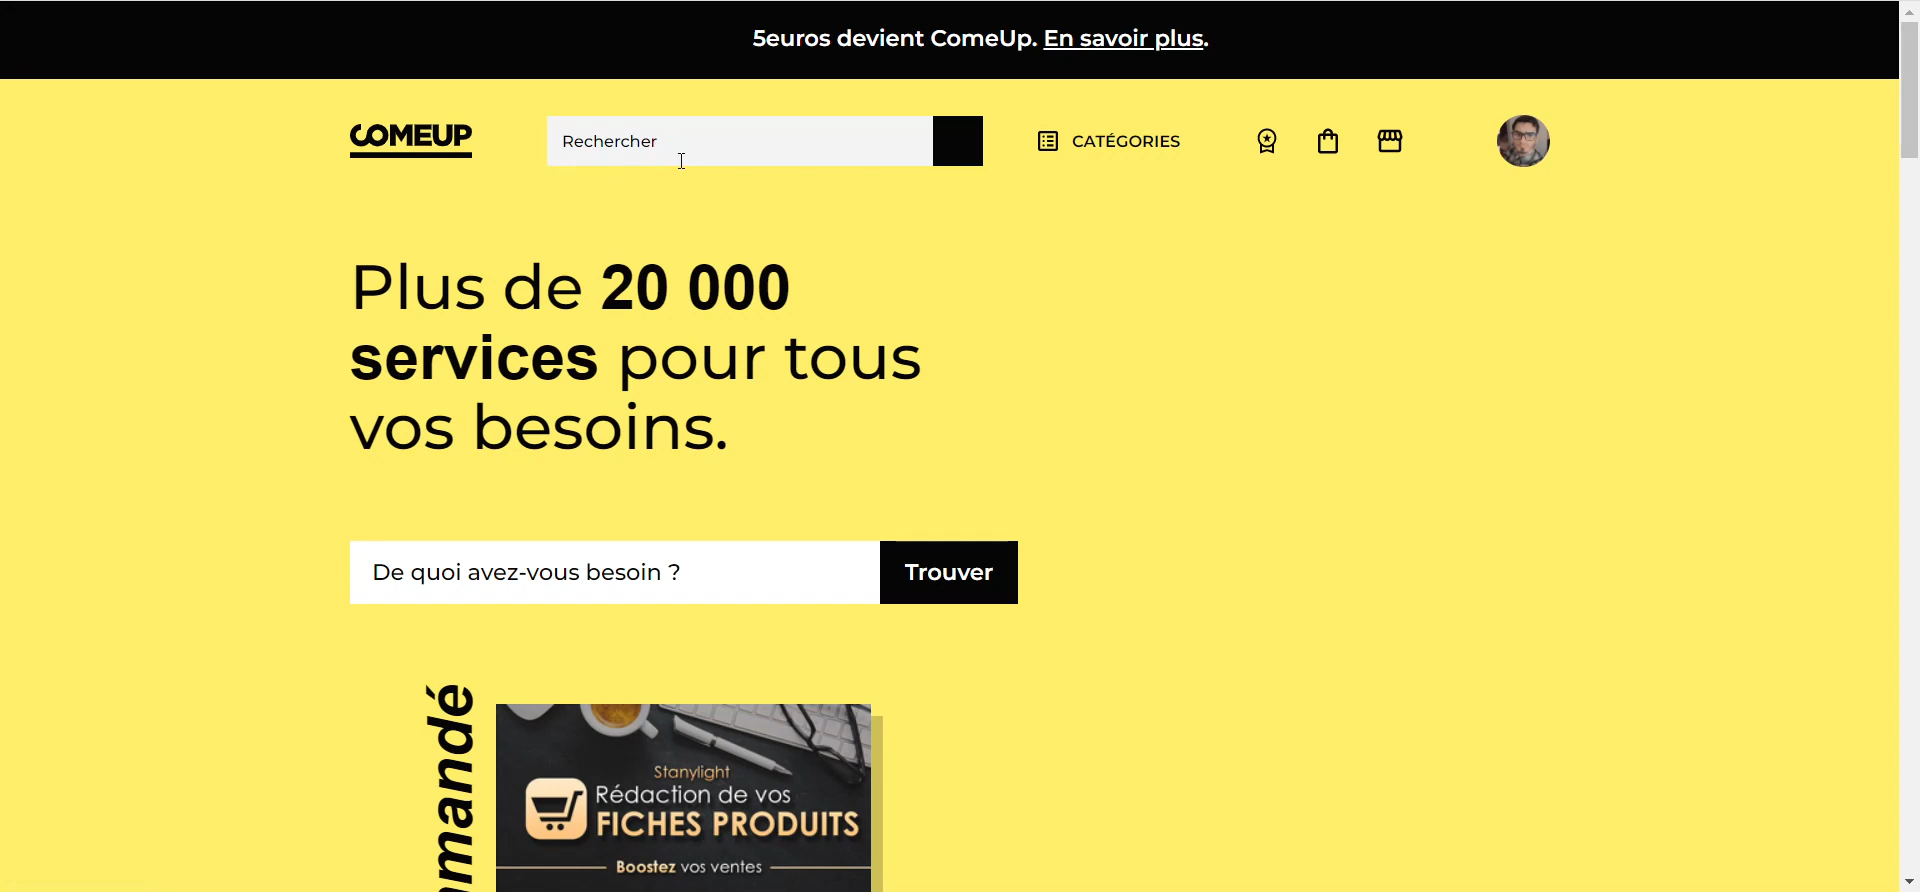 5euros devient ComeUp. En savoir plus.
COMEUP
Rechercher
CATÉGORIES
Plus de 20 000
services pour tous
vos besoins.
De quoi avez-vous besoin ?
Trouver
mandé
Stanylight
Rédaction de vos
FICHES PRODUITS
Boostez vos ventes